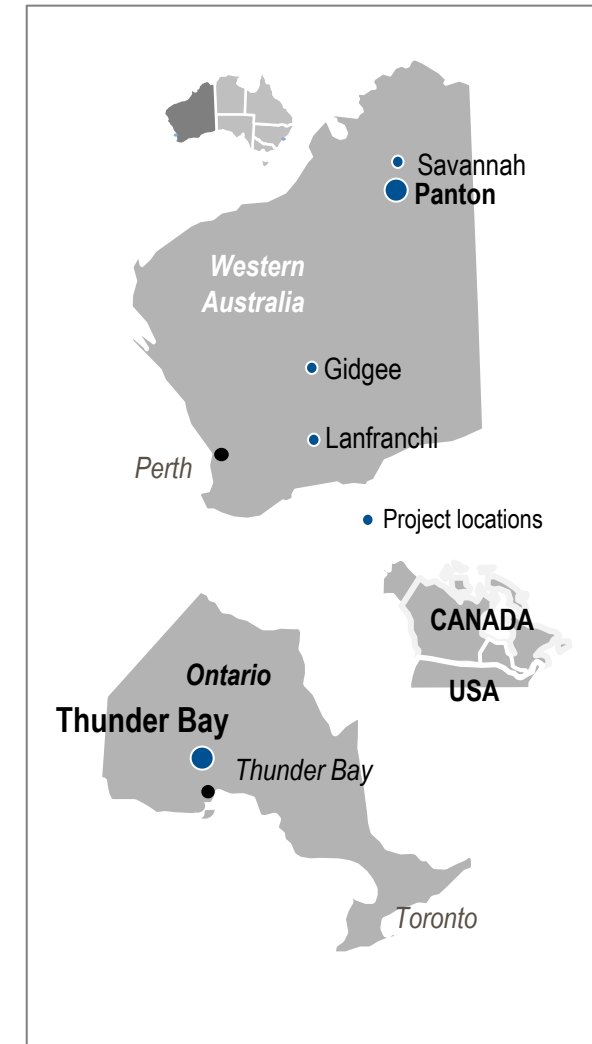 Savannah
Panton
Western
Australia
Gidgee
Lanfranchi
Perth
Project locations
CANADA
USA
Ontario
Thunder Bay
Thunder Bay
Toronto